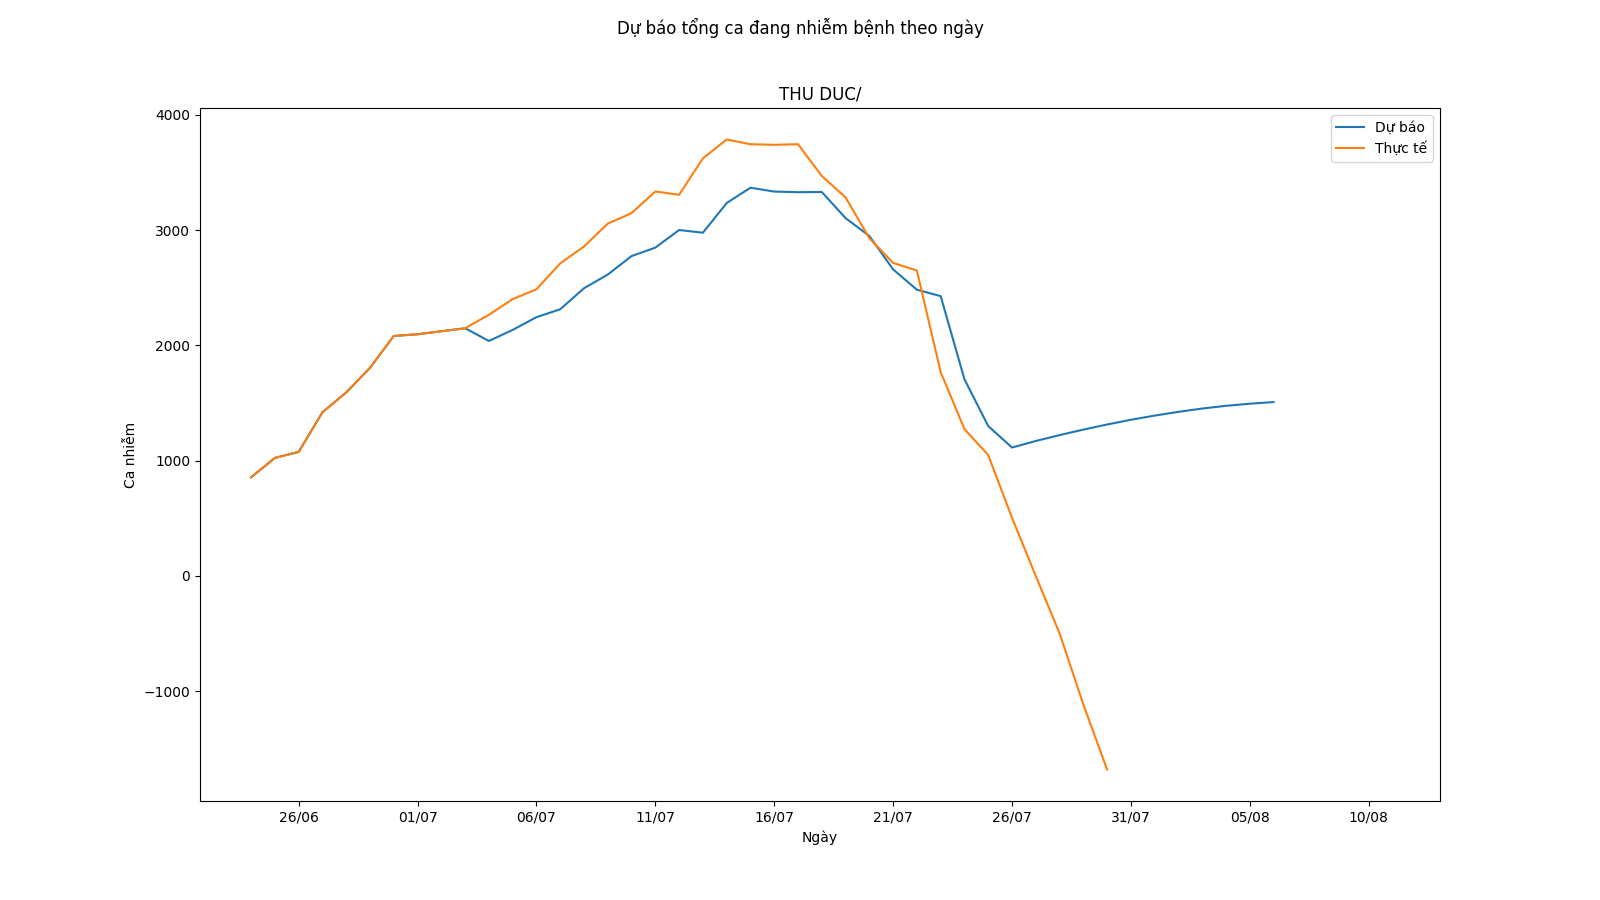 Dự báo tổng ca đang nhiễm bệnh theo ngày
THU DUC/
Dự báo
Thực tế
4000
3000
2000
1000
0
−1000
Ca nhiễm
26/06 01/07 06/07 11/07 16/07 21/07 26/07 31/07 05/08 10/08
Ngày